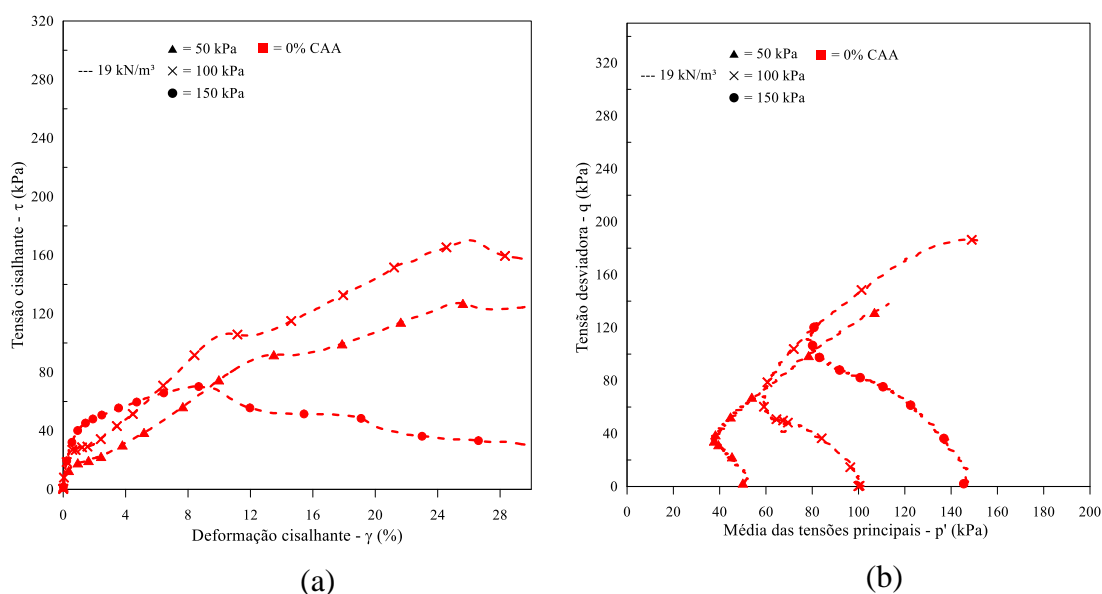 320
280
240
200
160
120
80
40
0
Tensão cisalhante - τ (kPa)
--- 19 kN/m³
▲ = 50 kPa
× = 100 kPa
● = 150 kPa
■ = 0% CAA
0 4 8 12 16 20 24 28
Deformação cisalhante - γ (%)
(a)
320
280
240
200
160
120
80
40
0
Tensão desviadora - q (kPa)
--- 19 kN/m³
▲ = 50 kPa
× = 100 kPa
● = 150 kPa
■ = 0% CAA
0 20 40 60 80 100 120 140 160 180 200
Média das tensões principais - p' (kPa)
(b)